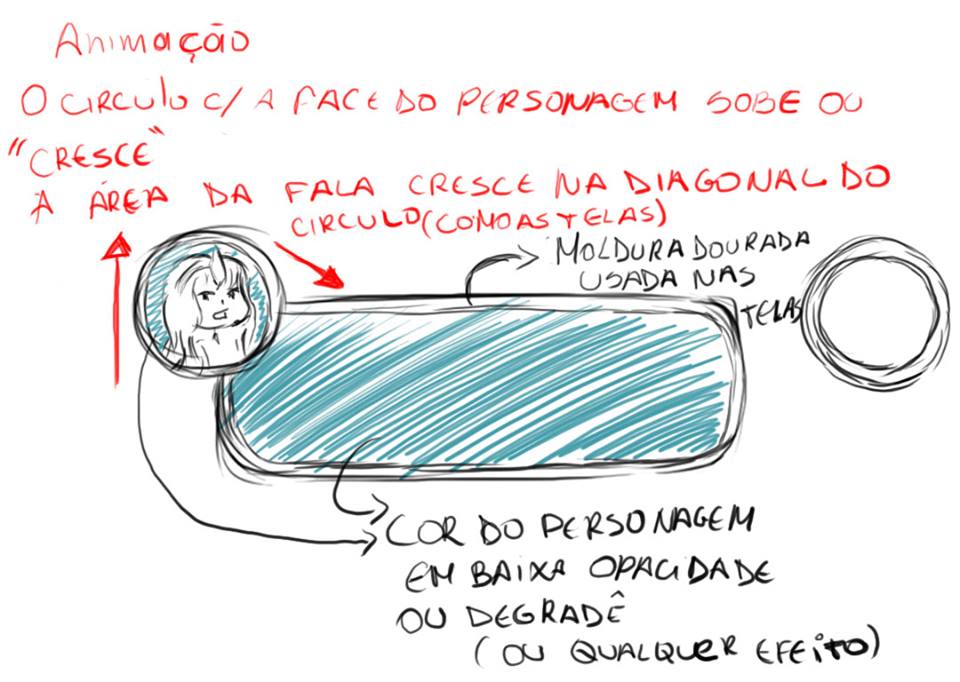 Animação
O CIRCULO C/ A FACE DO PERSONAGEM SOBE OU
"CRESCE"
A ÁREA DA FALA CRESCE NA DIAGONAL DO
CIRCULO (COMO AS TELAS)
MOLDURA DOURADA
USADA NAS
TELAS
COR DO PERSONAGEM
EM BAIXA OPACIDADE
OU DEGRADÊ
(OU QUALQUER EFEITO)